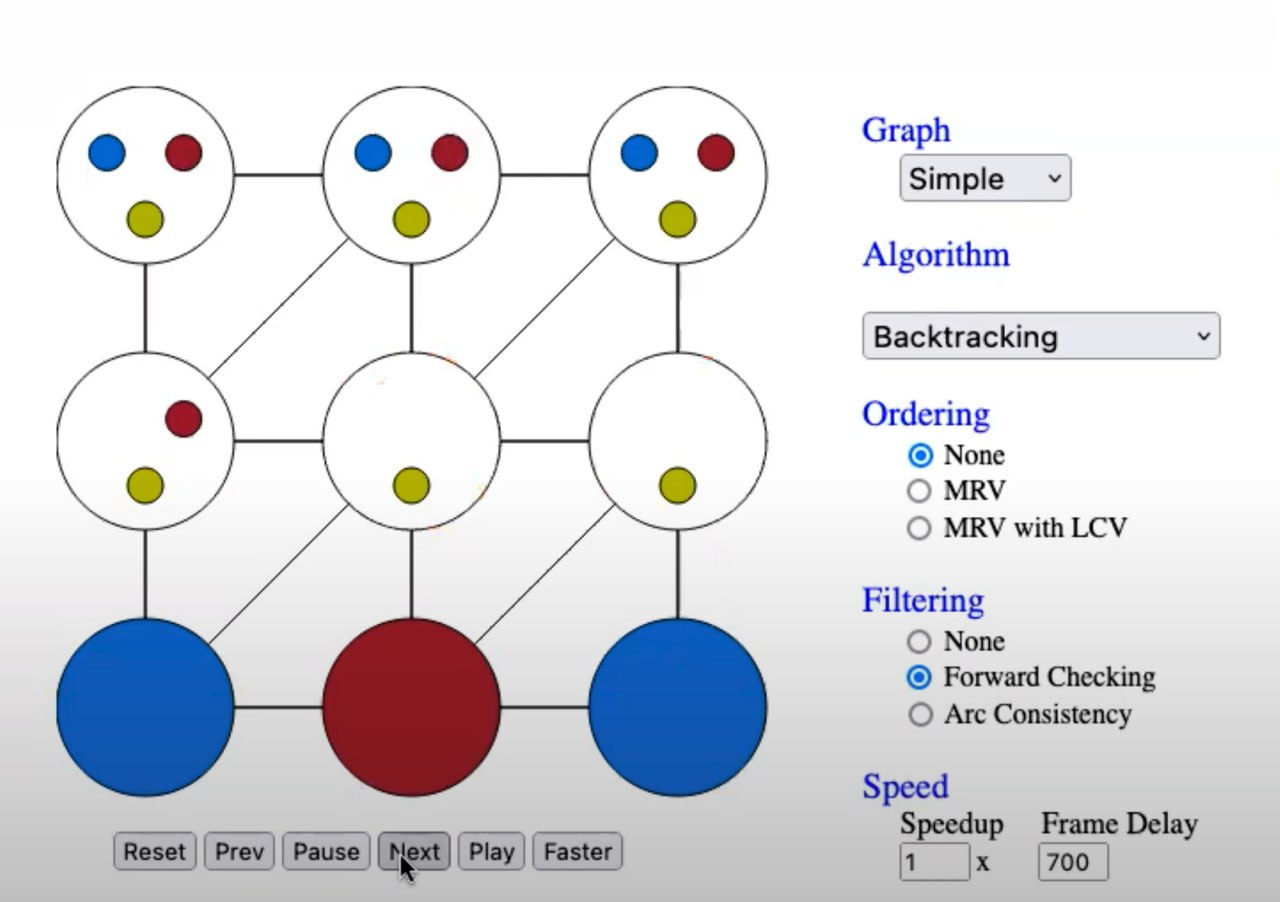 Graph
Simple
Algorithm
Backtracking
Ordering
None
MRV
MRV with LCV
Filtering
None
Forward Checking
Arc Consistency
Speed
Speedup Frame Delay
1 x 700
Reset Prev Pause Next Play Faster